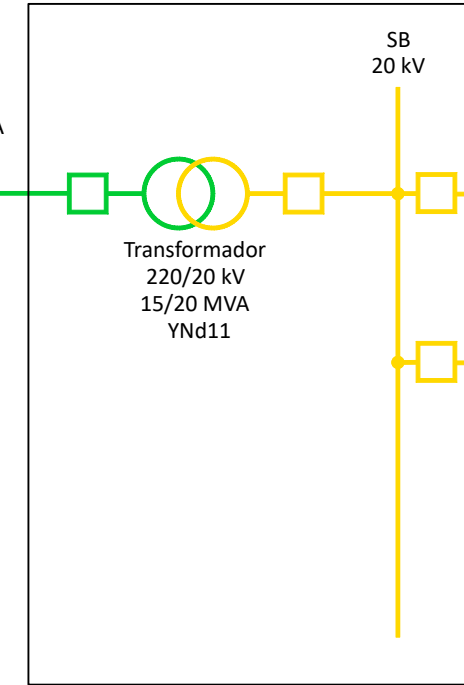 SB
20 kV
A
Transformador
220/20 kV
15/20 MVA
YNd11